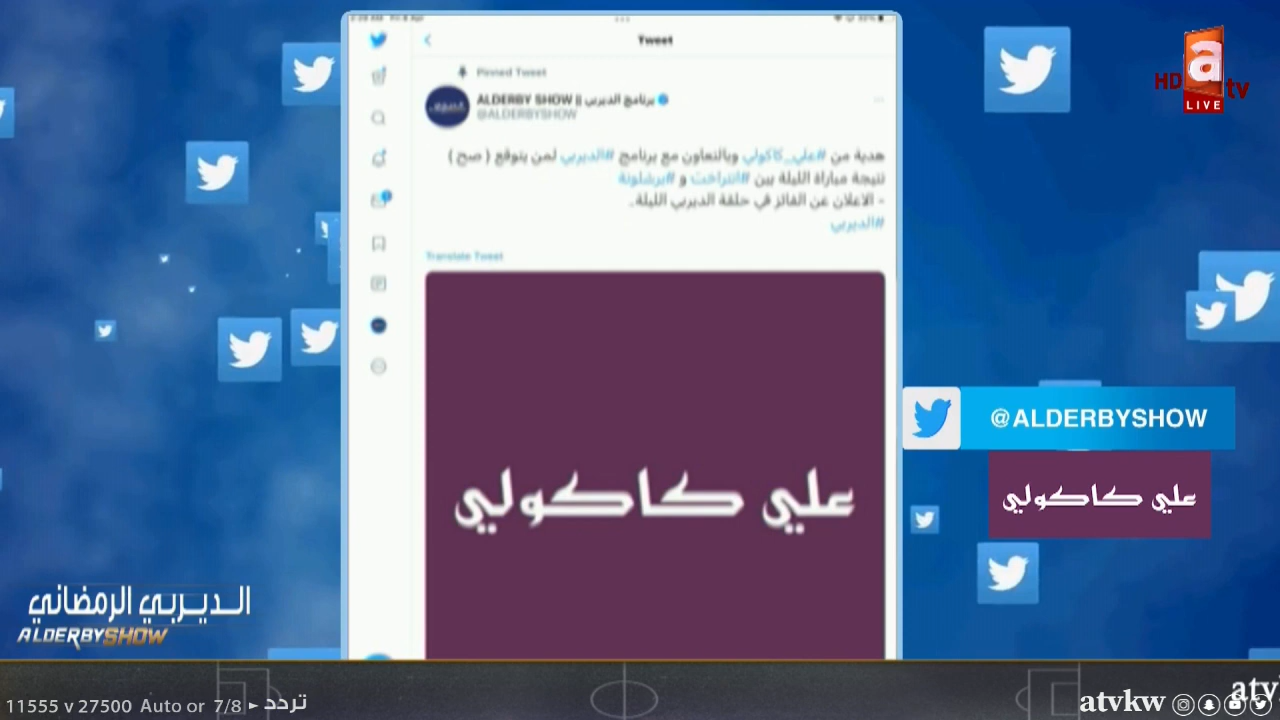 Tweet
Pinned Tweet
ALDERBY SHOW || برنامج الديربي
@ALDERBYSHOW
هدية من #علي_كاكولي وبالتعاون مع برنامج #الديربي لمن يتوقع ( صح )
نتيجة مباراة الليلة بين #انتراخت و #برشلونة
- الاعلان عن الفائز في حلقة الديربي الليلة.
#الديربي
Translate Tweet
علي كاكولي
HD a tv
LIVE
@ALDERBYSHOW
علي كاكولي
الديربي الرمضاني
ALDERBYSHOW
11555 v 27500 Auto or 7/8 ► تردد
atvkw
atv